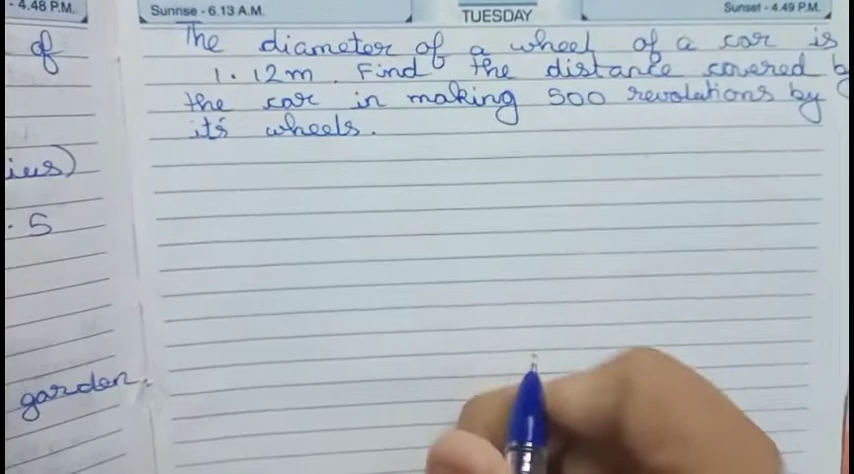 - 4.48 P.M.
Sunrise - 6.13 A.M.
TUESDAY
Sunset - 4.49 P.M.
of
ius)
. 5
garden.
The diameter of a wheel of a car is
1.12m. Find the distance covered b
the car in making 500 revolutions by
its wheels.